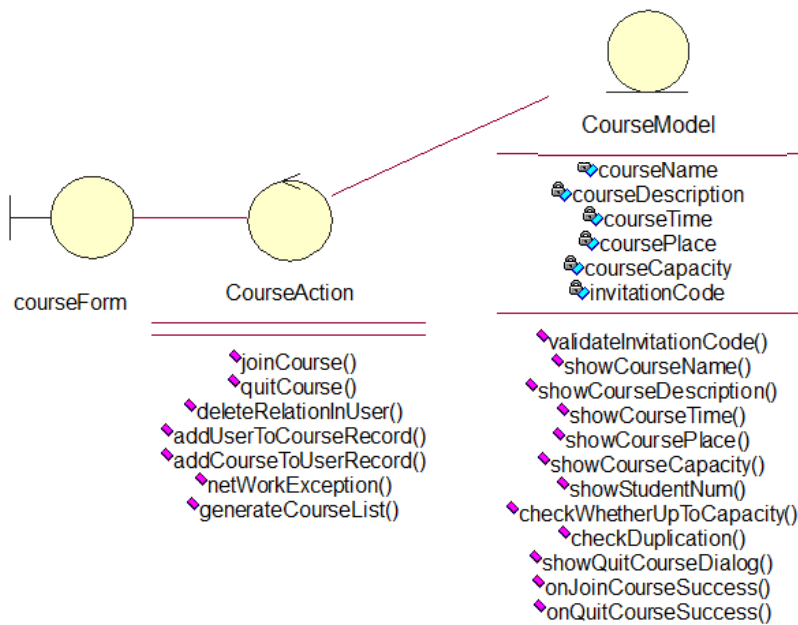 courseForm
CourseAction
joinCourse()
quitCourse()
deleteRelationInUser()
addUserToCourseRecord()
addCourseToUserRecord()
netWorkException()
generateCourseList()
CourseModel
courseName
courseDescription
courseTime
coursePlace
courseCapacity
invitationCode
validateInvitationCode()
showCourseName()
showCourseDescription()
showCourseTime()
showCoursePlace()
showCourseCapacity()
showStudentNum()
checkWhetherUpToCapacity()
checkDuplication()
showQuitCourseDialog()
onJoinCourseSuccess()
onQuitCourseSuccess()